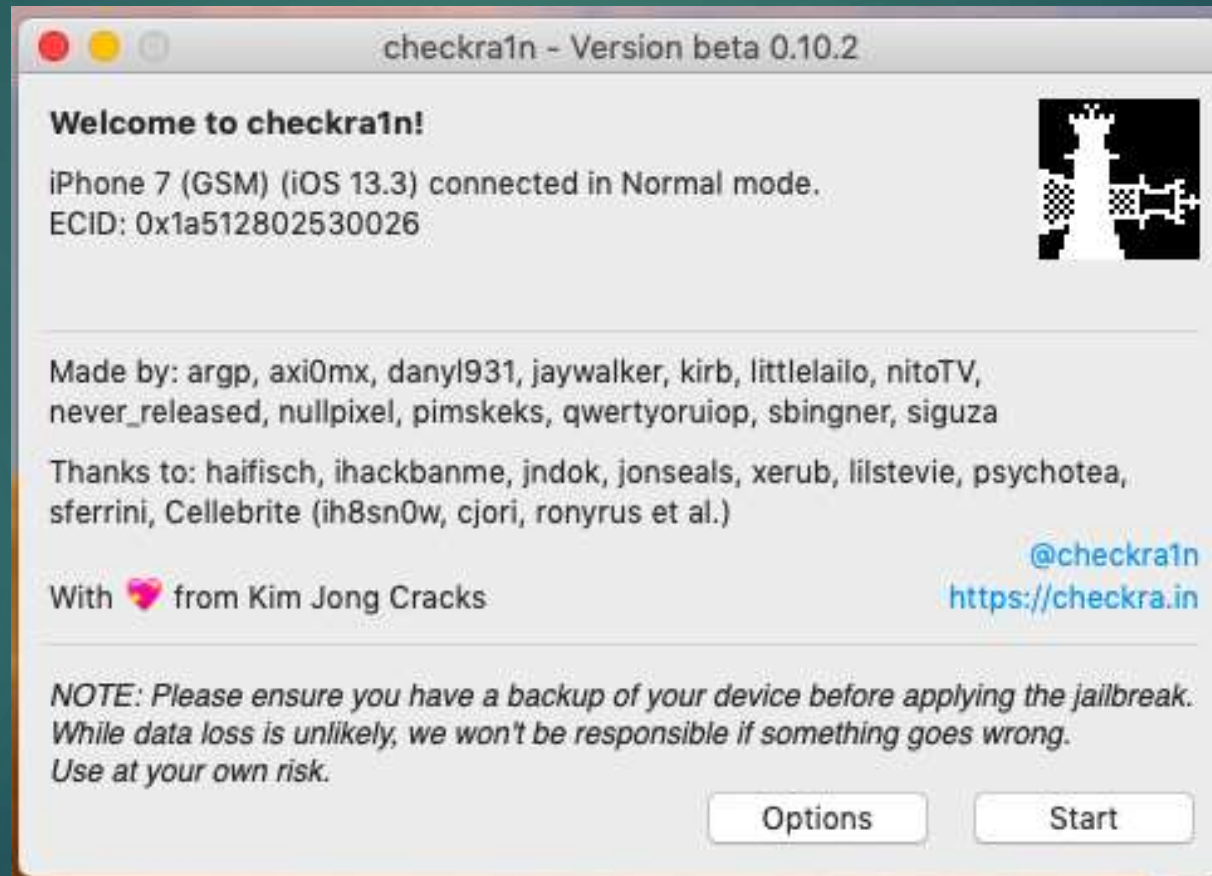 checkra1n - Version beta 0.10.2
Welcome to checkra1n!
iPhone 7 (GSM) (iOS 13.3) connected in Normal mode.
ECID: 0x1a512802530026
Made by: argp, axi0mx, danyl931, jaywalker, kirb, littlelailo, nitoTV,
never_released, nullpixel, pimskeks, qwertyoruiop, sbingner, siguza
Thanks to: haifisch, ihackbanme, jndok, jonseals, xerub, lilstevie, psychotea,
sferrini, Cellebrite (ih8sn0w, cjori, ronyrus et al.)
@checkra1n
With 💖 from Kim Jong Cracks https://checkra.in
NOTE: Please ensure you have a backup of your device before applying the jailbreak.
While data loss is unlikely, we won't be responsible if something goes wrong.
Use at your own risk.
Options Start